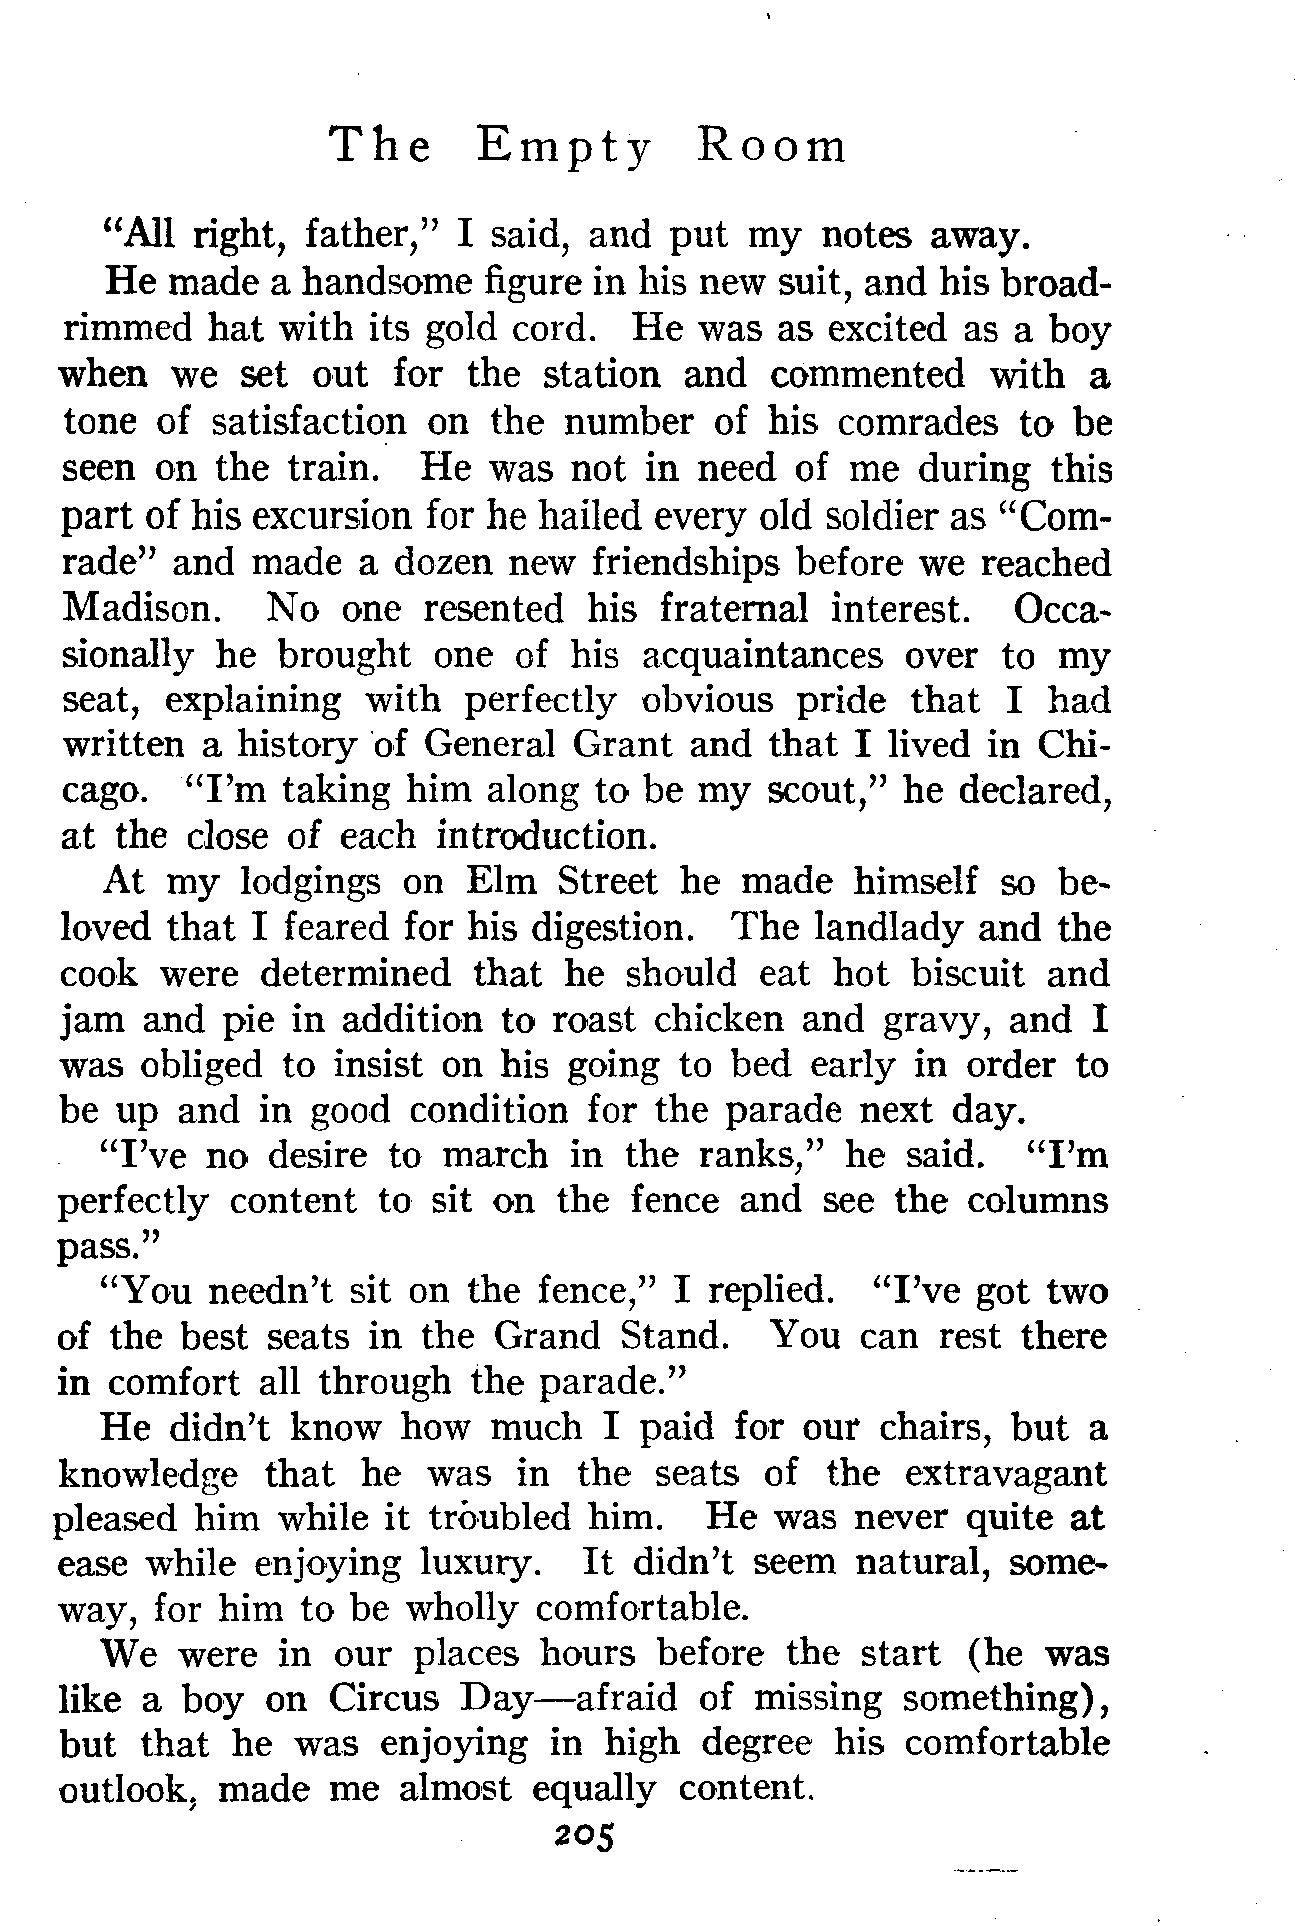 The Empty Room
“All right, father,” I said, and put my notes away.
He made a handsome figure in his new suit, and his broad-
rimmed hat with its gold cord. He was as excited as a boy
when we set out for the station and commented with a
tone of satisfaction on the number of his comrades to be
seen on the train. He was not in need of me during this
part of his excursion for he hailed every old soldier as “Com-
rade” and made a dozen new friendships before we reached
Madison. No one resented his fraternal interest. Occa-
sionally he brought one of his acquaintances over to my
seat, explaining with perfectly obvious pride that I had
written a history of General Grant and that I lived in Chi-
cago. “I’m taking him along to be my scout,” he declared,
at the close of each introduction.
At my lodgings on Elm Street he made himself so be-
loved that I feared for his digestion. The landlady and the
cook were determined that he should eat hot biscuit and
jam and pie in addition to roast chicken and gravy, and I
was obliged to insist on his going to bed early in order to
be up and in good condition for the parade next day.
“I’ve no desire to march in the ranks,” he said. “I’m
perfectly content to sit on the fence and see the columns
pass.”
“You needn’t sit on the fence,” I replied. “I’ve got two
of the best seats in the Grand Stand. You can rest there
in comfort all through the parade.”
He didn’t know how much I paid for our chairs, but a
knowledge that he was in the seats of the extravagant
pleased him while it troubled him. He was never quite at
ease while enjoying luxury. It didn’t seem natural, some-
way, for him to be wholly comfortable.
We were in our places hours before the start (he was
like a boy on Circus Day—afraid of missing something),
but that he was enjoying in high degree his comfortable
outlook, made me almost equally content.
205